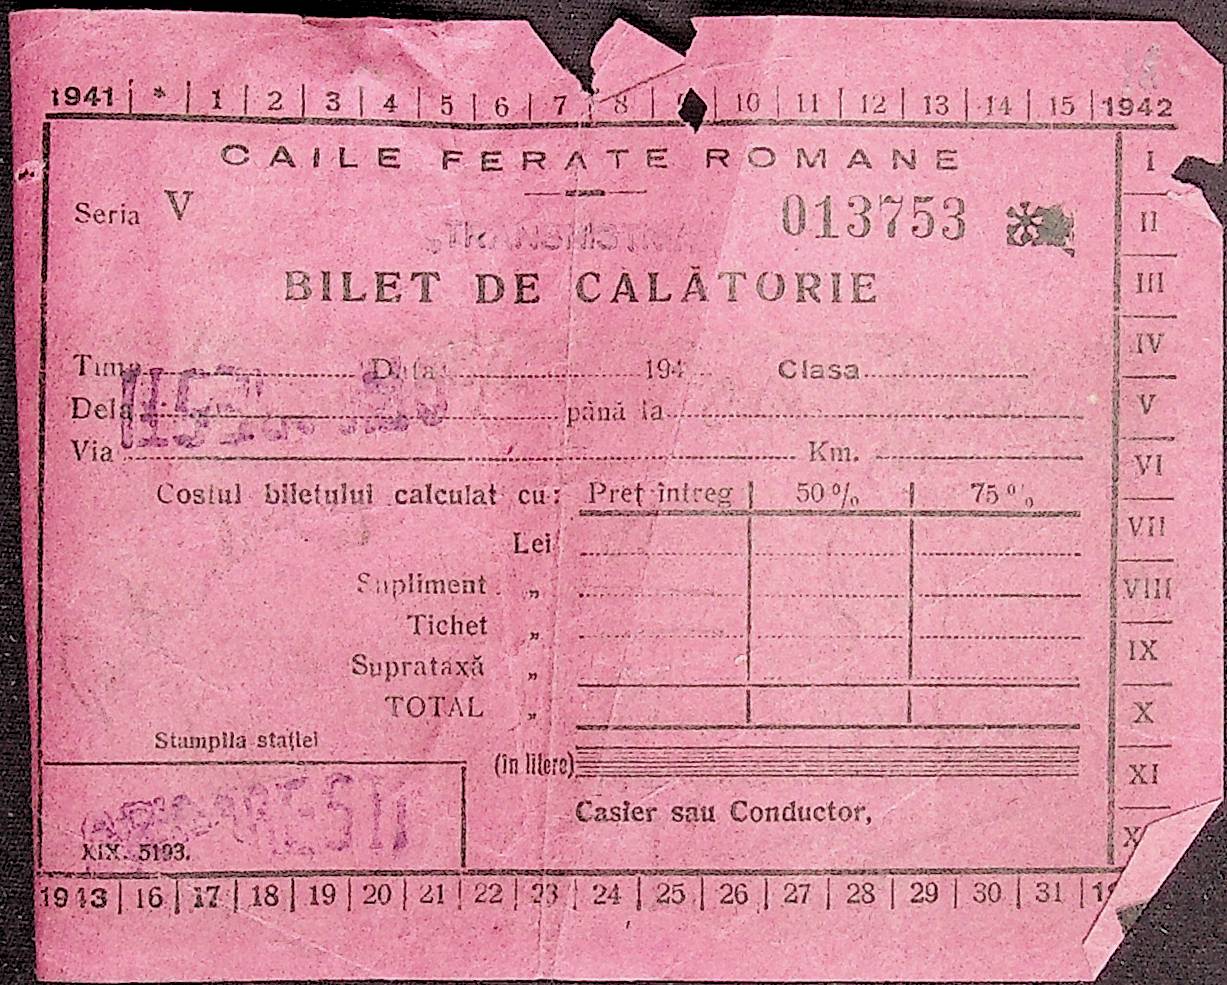 1941 | * | 1 | 2 | 3 | 4 | 5 | 6 | 7 | 8 | | 10 | 11 | 12 | 13 | 14 | 15 | 1942
CAILE FERATE ROMANE
Seria V 013753
BILET DE CALĂTORIE
Timp Data 194 Clasa
Dela până la
Via Km.
Costul biletului calculat cu: Preț întreg | 50% | 75%
Lei
Supliment „
Tichet „
Suprataxă „
TOTAL „
Stampila stației
(in litere)
Casier sau Conductor,
XIX. 5193.
1943 | 16 | 17 | 18 | 19 | 20 | 21 | 22 | 23 | 24 | 25 | 26 | 27 | 28 | 29 | 30 | 31 |
I
II
III
IV
V
VI
VII
VIII
IX
X
XI